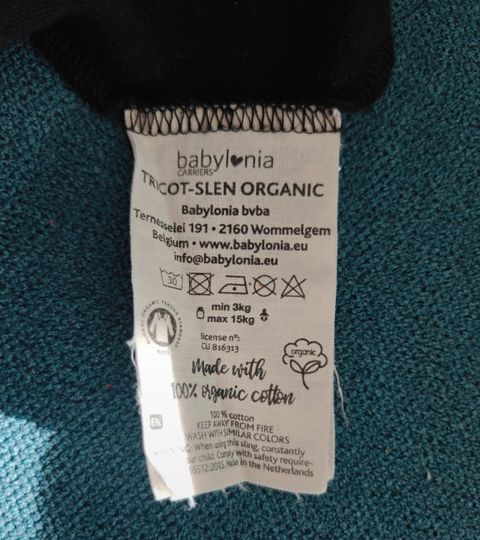 babylonia
CARRIERS
TRICOT-SLEN ORGANIC
Babylonia bvba
Ternesselei 191 • 2160 Wommelgem
Belgium • www.babylonia.eu
info@babylonia.eu
30
min 3kg
max 15kg
license n°:
CU 816313
organic
Made with
100% organic cotton
100% cotton
EN
KEEP AWAY FROM FIRE
WASH WITH SIMILAR COLORS
When using this sling, constantly
your child. Comply with safety require-
Made in the Netherlands